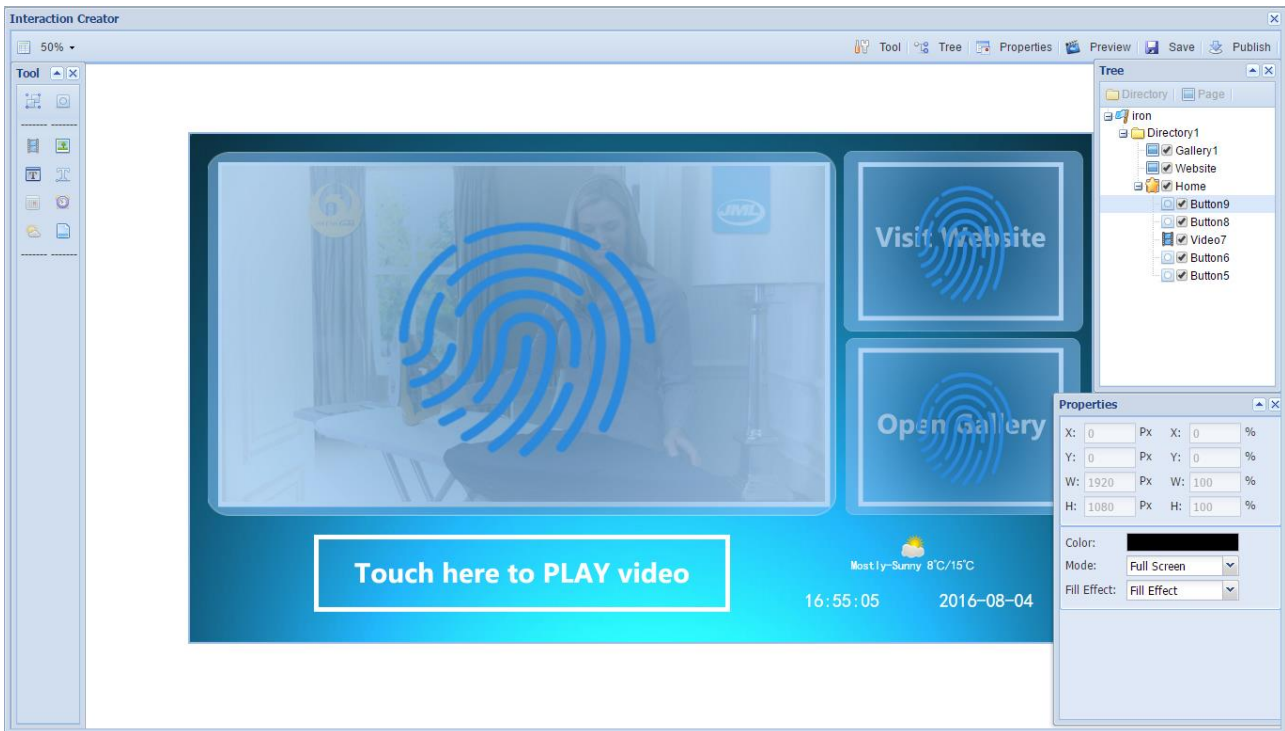 Interaction Creator
50%
Tool Tree Properties Preview Save Publish
Tool
Tree
Directory Page
iron
Directory1
Gallery1
Website
Home
Button9
Button8
Video7
Button6
Button5
JML
Visit Website
Open Gallery
Touch here to PLAY video
Mostly-Sunny 8℃/15℃
16:55:05 2016-08-04
Properties
X: 0 Px X: 0 %
Y: 0 Px Y: 0 %
W: 1920 Px W: 100 %
H: 1080 Px H: 100 %
Color:
Mode: Full Screen
Fill Effect: Fill Effect